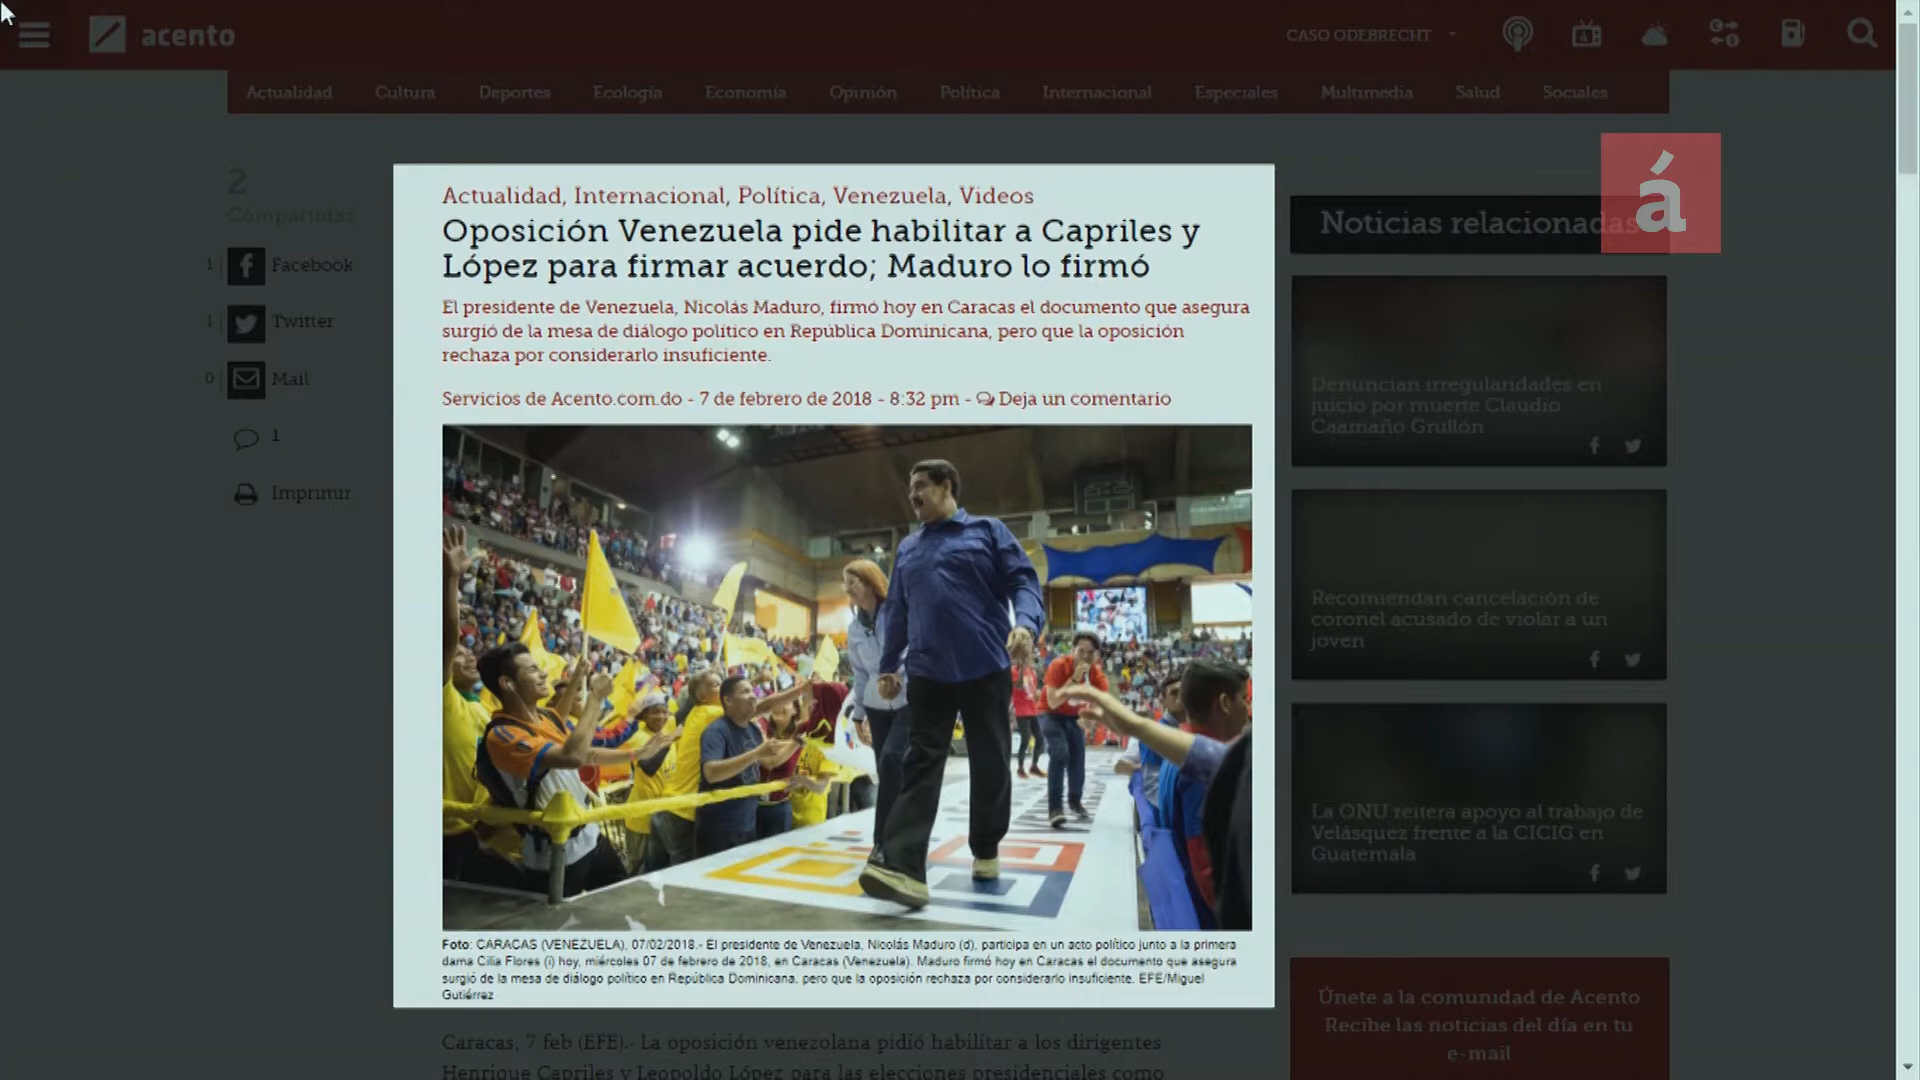 acento
CASO ODEBRECHT
Actualidad Cultura Deportes Ecología Economía Opinión Política Internacional Especiales Multimedia Salud Sociales
2
Compartidas
1 Facebook
1 Twitter
0 Mail
1
Imprimir
Actualidad, Internacional, Política, Venezuela, Videos
Oposición Venezuela pide habilitar a Capriles y
López para firmar acuerdo; Maduro lo firmó
El presidente de Venezuela, Nicolás Maduro, firmó hoy en Caracas el documento que asegura
surgió de la mesa de diálogo político en República Dominicana, pero que la oposición
rechaza por considerarlo insuficiente.
Servicios de Acento.com.do - 7 de febrero de 2018 - 8:32 pm - Deja un comentario
Foto: CARACAS (VENEZUELA), 07/02/2018.- El presidente de Venezuela, Nicolás Maduro (d), participa en un acto político junto a la primera
dama Cilia Flores (i) hoy, miércoles 07 de febrero de 2018, en Caracas (Venezuela). Maduro firmó hoy en Caracas el documento que asegura
surgió de la mesa de diálogo político en República Dominicana, pero que la oposición rechaza por considerarlo insuficiente. EFE/Miguel
Gutiérrez
Caracas, 7 feb (EFE).- La oposición venezolana pidió habilitar a los dirigentes
Henrique Capriles y Leopoldo López para las elecciones presidenciales como
Noticias relacionadas
á
Denuncian irregularidades en
juicio por muerte Claudio
Caamaño Grullón
Recomiendan cancelación de
coronel acusado de violar a un
joven
La ONU reitera apoyo al trabajo de
Velásquez frente a la CICIG en
Guatemala
Únete a la comunidad de Acento
Recibe las noticias del día en tu
e-mail